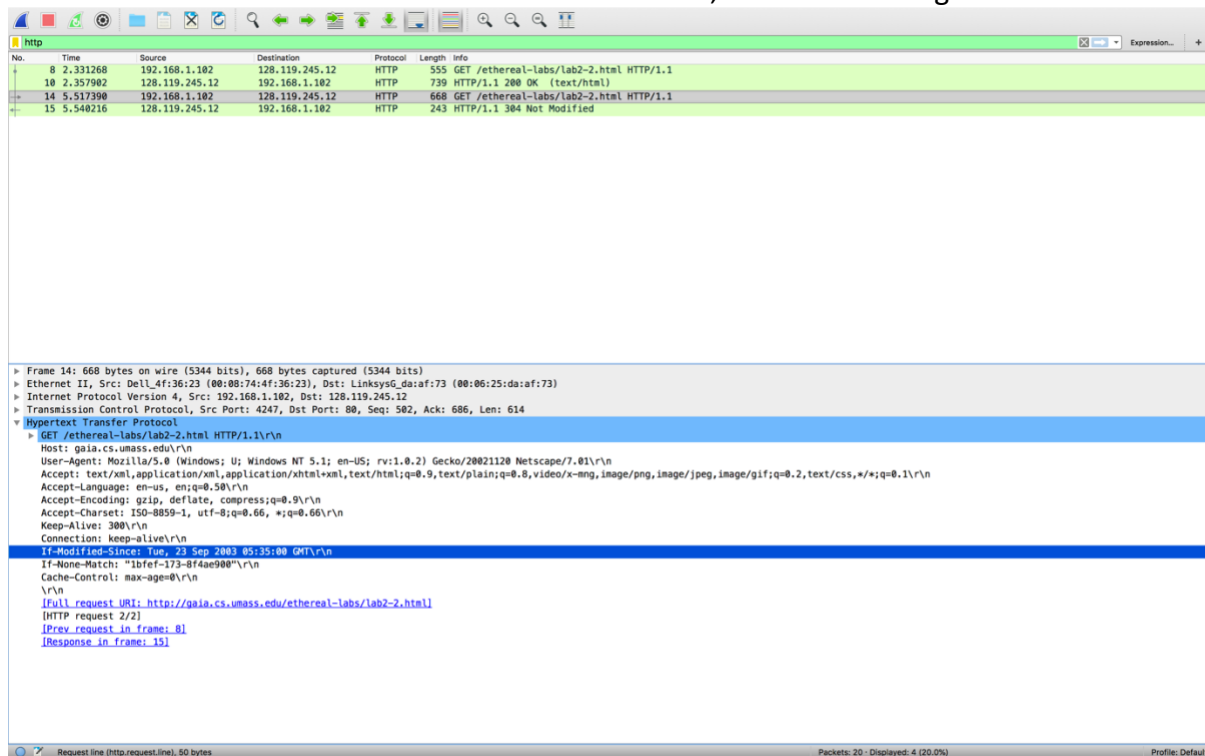 http
Expression... +
No. Time Source Destination Protocol Length Info
8 2.331268 192.168.1.102 128.119.245.12 HTTP 555 GET /ethereal-labs/lab2-2.html HTTP/1.1
10 2.357902 128.119.245.12 192.168.1.102 HTTP 739 HTTP/1.1 200 OK (text/html)
14 5.517390 192.168.1.102 128.119.245.12 HTTP 668 GET /ethereal-labs/lab2-2.html HTTP/1.1
15 5.540216 128.119.245.12 192.168.1.102 HTTP 243 HTTP/1.1 304 Not Modified
Frame 14: 668 bytes on wire (5344 bits), 668 bytes captured (5344 bits)
Ethernet II, Src: Dell_4f:36:23 (00:08:74:4f:36:23), Dst: LinksysG_da:af:73 (00:06:25:da:af:73)
Internet Protocol Version 4, Src: 192.168.1.102, Dst: 128.119.245.12
Transmission Control Protocol, Src Port: 4247, Dst Port: 80, Seq: 502, Ack: 686, Len: 614
Hypertext Transfer Protocol
GET /ethereal-labs/lab2-2.html HTTP/1.1\r\n
Host: gaia.cs.umass.edu\r\n
User-Agent: Mozilla/5.0 (Windows; U; Windows NT 5.1; en-US; rv:1.0.2) Gecko/20021120 Netscape/7.01\r\n
Accept: text/xml,application/xml,application/xhtml+xml,text/html;q=0.9,text/plain;q=0.8,video/x-mng,image/png,image/jpeg,image/gif;q=0.2,text/css,*/*;q=0.1\r\n
Accept-Language: en-us, en;q=0.50\r\n
Accept-Encoding: gzip, deflate, compress;q=0.9\r\n
Accept-Charset: ISO-8859-1, utf-8;q=0.66, *;q=0.66\r\n
Keep-Alive: 300\r\n
Connection: keep-alive\r\n
If-Modified-Since: Tue, 23 Sep 2003 05:35:00 GMT\r\n
If-None-Match: "1bfef-173-8f4ae900"\r\n
Cache-Control: max-age=0\r\n
\r\n
[Full request URI: http://gaia.cs.umass.edu/ethereal-labs/lab2-2.html]
[HTTP request 2/2]
[Prev request in frame: 8]
[Response in frame: 15]
Request line (http.request.line), 50 bytes Packets: 20 · Displayed: 4 (20.0%) Profile: Defaul